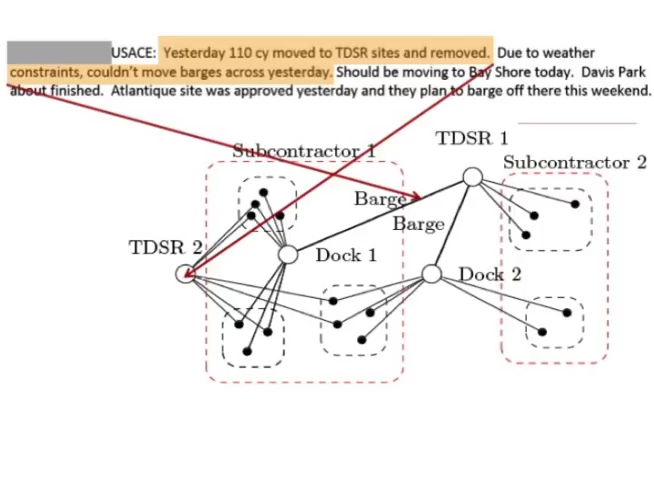 USACE: Yesterday 110 cy moved to TDSR sites and removed. Due to weather
constraints, couldn't move barges across yesterday. Should be moving to Bay Shore today. Davis Park
about finished. Atlantique site was approved yesterday and they plan to barge off there this weekend.
TDSR 1
Subcontractor 1
Subcontractor 2
Barge
Barge
TDSR 2
Dock 1
Dock 2